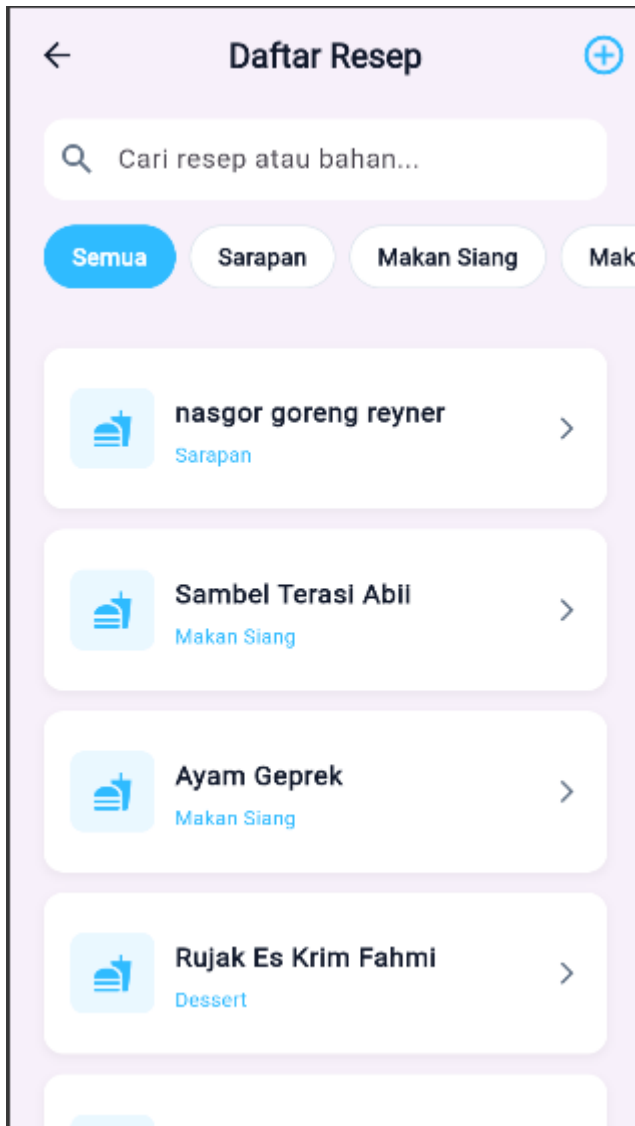 Daftar Resep
Cari resep atau bahan...
Semua Sarapan Makan Siang Mak
nasgor goreng reyner
Sarapan
Sambel Terasi Abii
Makan Siang
Ayam Geprek
Makan Siang
Rujak Es Krim Fahmi
Dessert